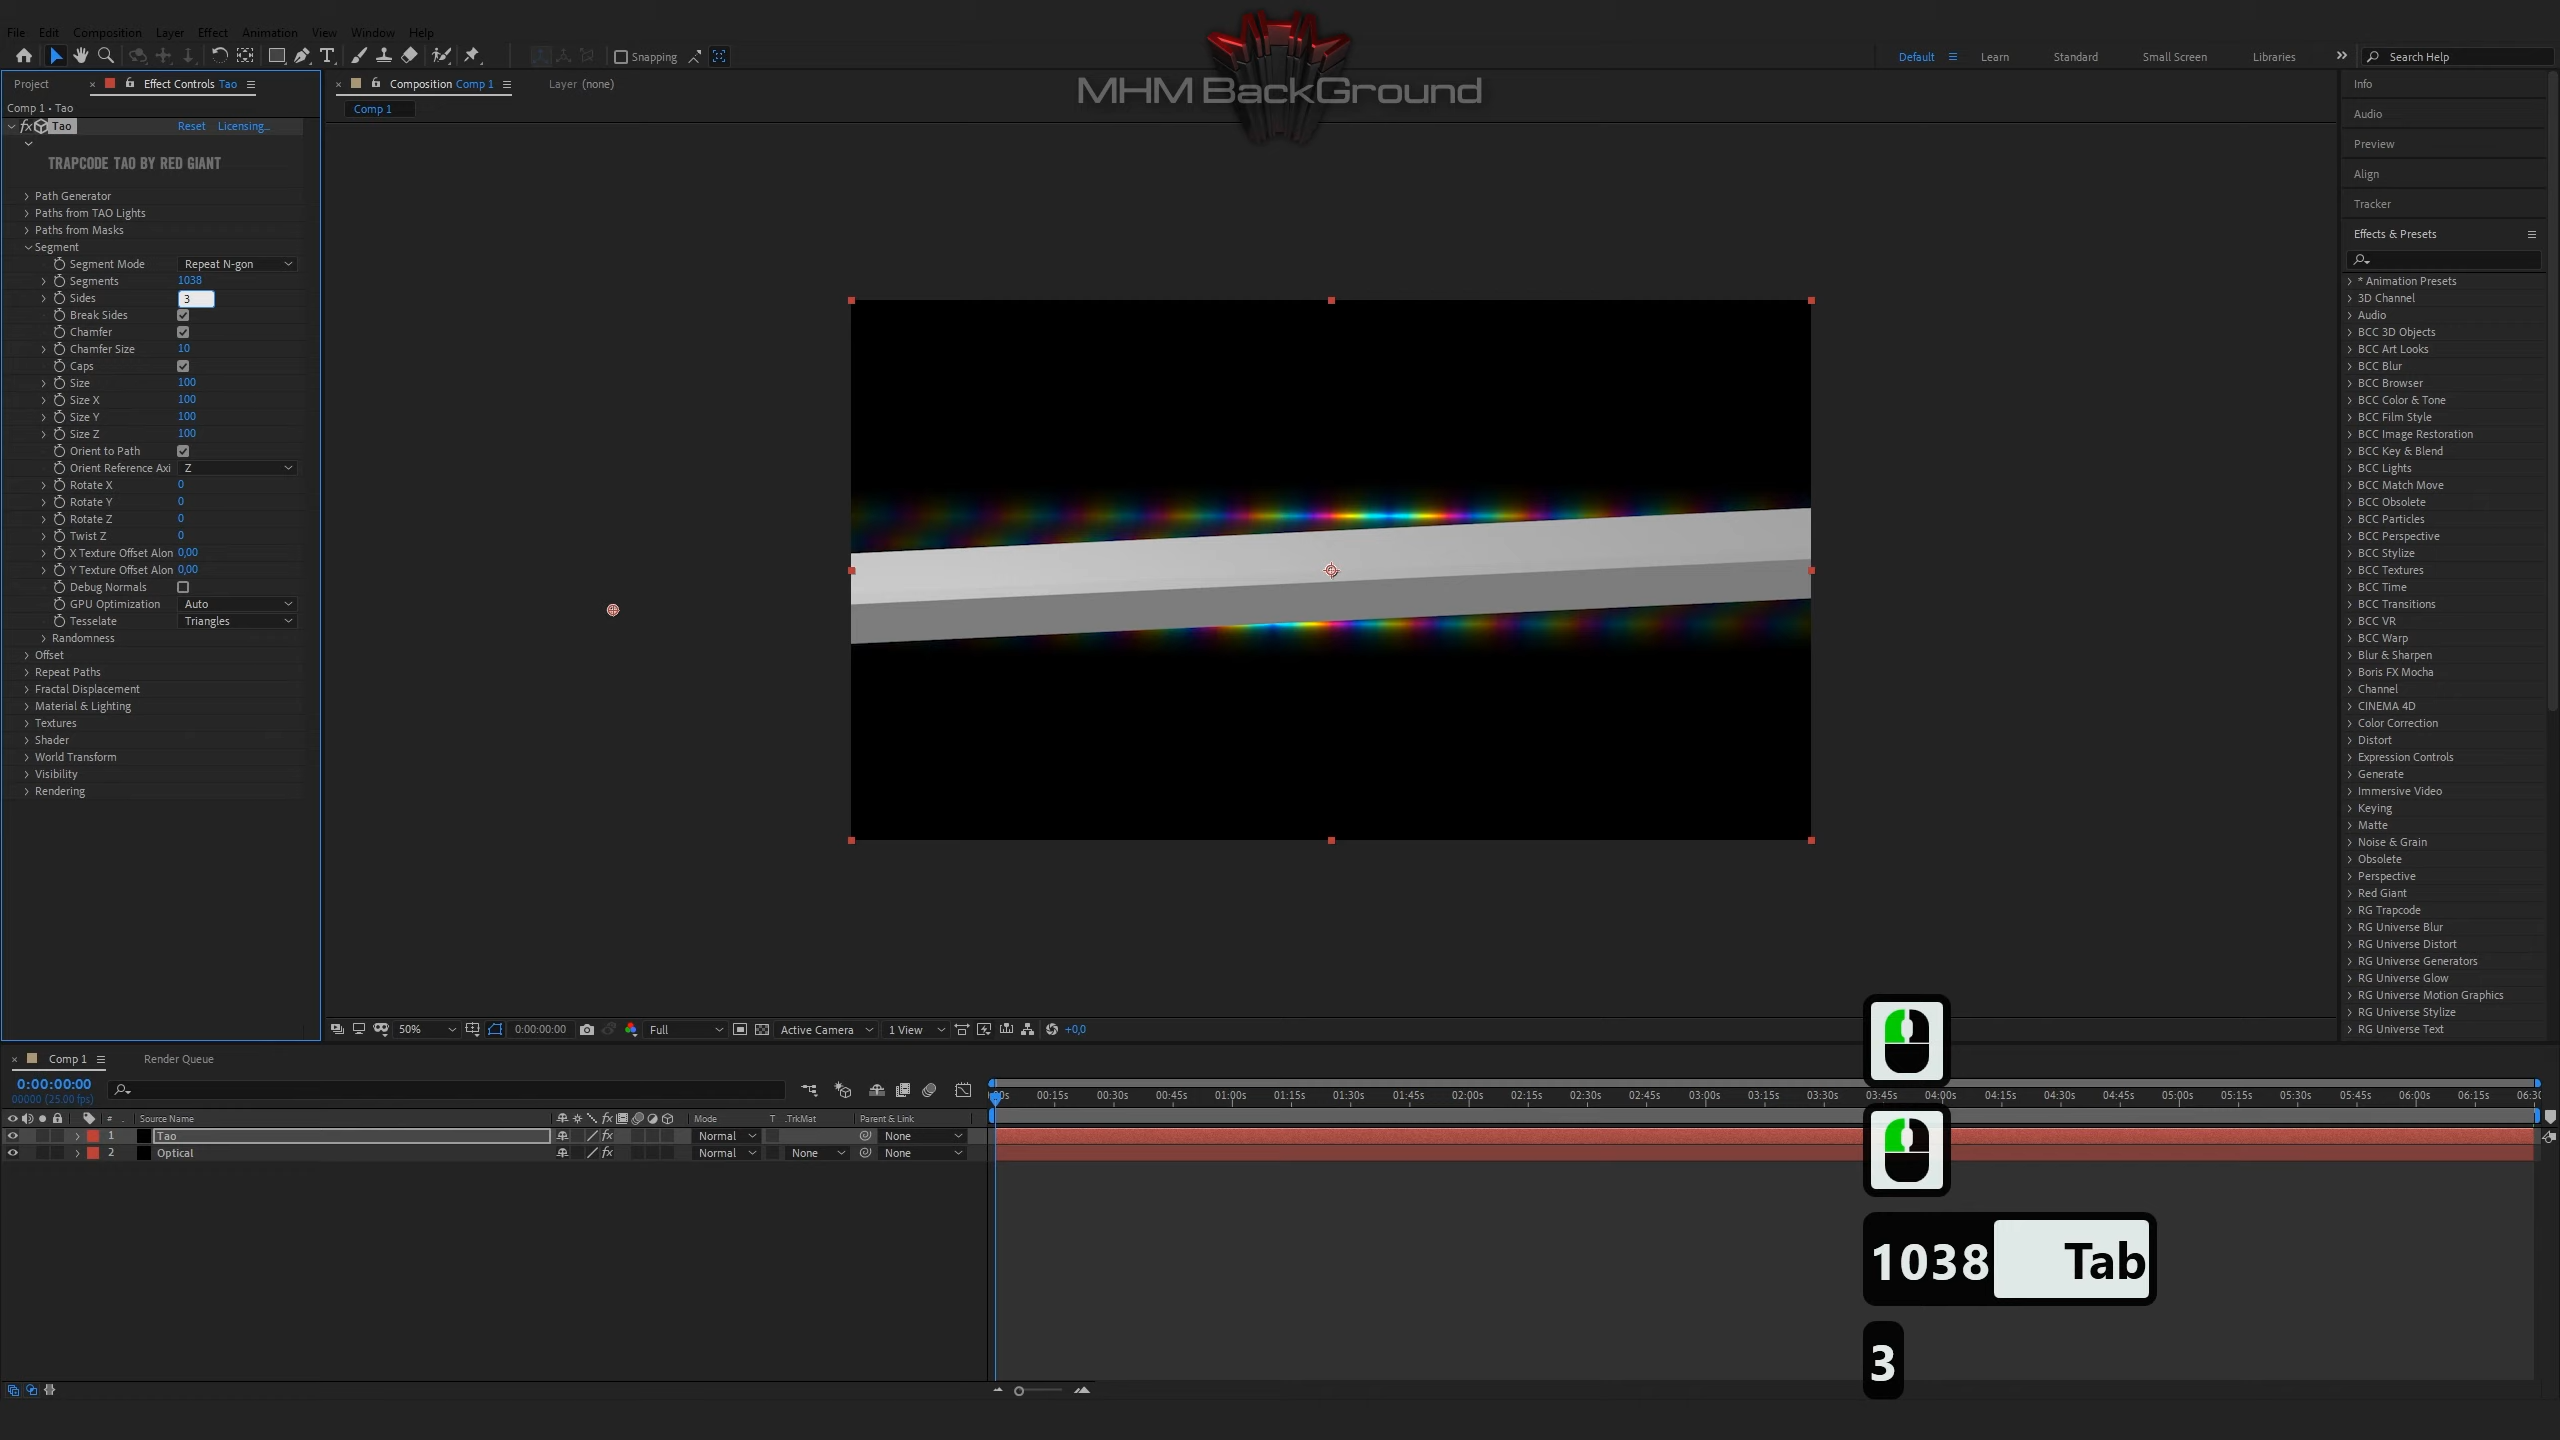 File Edit Composition Layer Effect Animation View Window Help
MHM BackGround
Snapping
Default Learn Standard Small Screen Libraries Search Help
Project Effect Controls Tao
Composition Comp 1 Layer (none)
Comp 1 • Tao
Comp 1
fx Tao Reset Licensing...
TRAPCODE TAO BY RED GIANT
Path Generator
Paths from TAO Lights
Paths from Masks
Segment
Segment Mode Repeat N-gon
Segments 1038
Sides 3
Break Sides
Chamfer
Chamfer Size 10
Caps
Size 100
Size X 100
Size Y 100
Size Z 100
Orient to Path
Orient Reference Axi Z
Rotate X 0
Rotate Y 0
Rotate Z 0
Twist Z 0
X Texture Offset Alon 0,00
Y Texture Offset Alon 0,00
Debug Normals
GPU Optimization Auto
Tesselate Triangles
Randomness
Offset
Repeat Paths
Fractal Displacement
Material & Lighting
Textures
Shader
World Transform
Visibility
Rendering
Info
Audio
Preview
Align
Tracker
Effects & Presets
* Animation Presets
3D Channel
Audio
BCC 3D Objects
BCC Art Looks
BCC Blur
BCC Browser
BCC Color & Tone
BCC Film Style
BCC Image Restoration
BCC Key & Blend
BCC Lights
BCC Match Move
BCC Obsolete
BCC Particles
BCC Perspective
BCC Stylize
BCC Textures
BCC Time
BCC Transitions
BCC VR
BCC Warp
Blur & Sharpen
Boris FX Mocha
Channel
CINEMA 4D
Color Correction
Distort
Expression Controls
Generate
Immersive Video
Keying
Matte
Noise & Grain
Obsolete
Perspective
Red Giant
RG Trapcode
RG Universe Blur
RG Universe Distort
RG Universe Generators
RG Universe Glow
RG Universe Motion Graphics
RG Universe Stylize
RG Universe Text
50% 0:00:00:00 Full Active Camera 1 View +0,0
Comp 1 Render Queue
0:00:00:00
00000 (25.00 fps)
00:15s 00:30s 00:45s 01:00s 01:15s 01:30s 01:45s 02:00s 02:15s 02:30s 02:45s 03:00s 03:15s 03:30s 03:45s 04:00s 04:15s 04:30s 04:45s 05:00s 05:15s 05:30s 05:45s 06:00s 06:15s
# Source Name fx Mode T .TrkMat Parent & Link
1 Tao fx Normal None
2 Optical fx Normal None None
1038 Tab
3